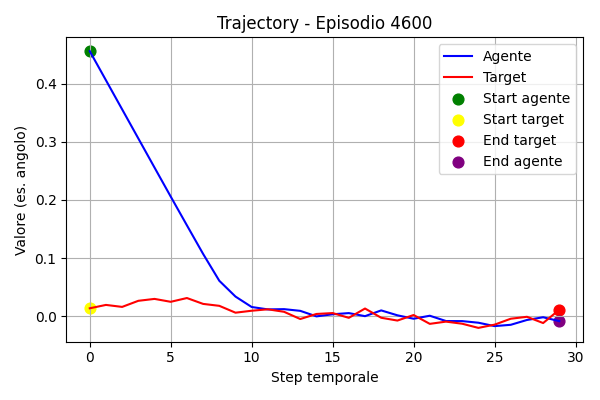 Trajectory - Episodio 4600
Valore (es. angolo)
0.4
0.3
0.2
0.1
0.0
Agente
Target
Start agente
Start target
End target
End agente
0 5 10 15 20 25 30
Step temporale